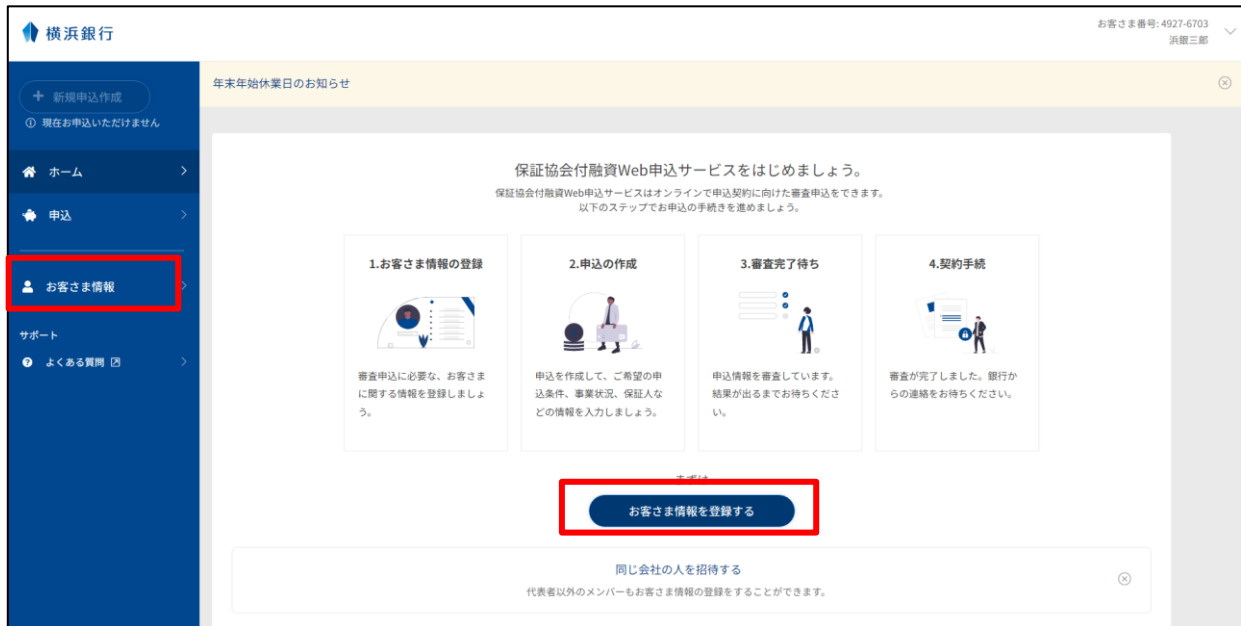 横浜銀行
お客さま番号: 4927-6703
浜銀三郎
新規申込作成
現在お申込いただけません
ホーム
申込
お客さま情報
サポート
よくある質問
年末年始休業日のお知らせ
保証協会付融資Web申込サービスをはじめましょう。
保証協会付融資Web申込サービスはオンラインで申込契約に向けた審査申込をできます。
以下のステップでお申込の手続きを進めましょう。
1.お客さま情報の登録
審査申込に必要な、お客さま
に関する情報を登録しましょ
う。
2.申込の作成
申込を作成して、ご希望の申
込条件、事業状況、保証人な
どの情報を入力しましょう。
3.審査完了待ち
申込情報を審査しています。
結果が出るまでお待ちくださ
い。
4.契約手続
審査が完了しました。銀行か
らの連絡をお待ちください。
まずは
お客さま情報を登録する
同じ会社の人を招待する
代表者以外のメンバーもお客さま情報の登録をすることができます。